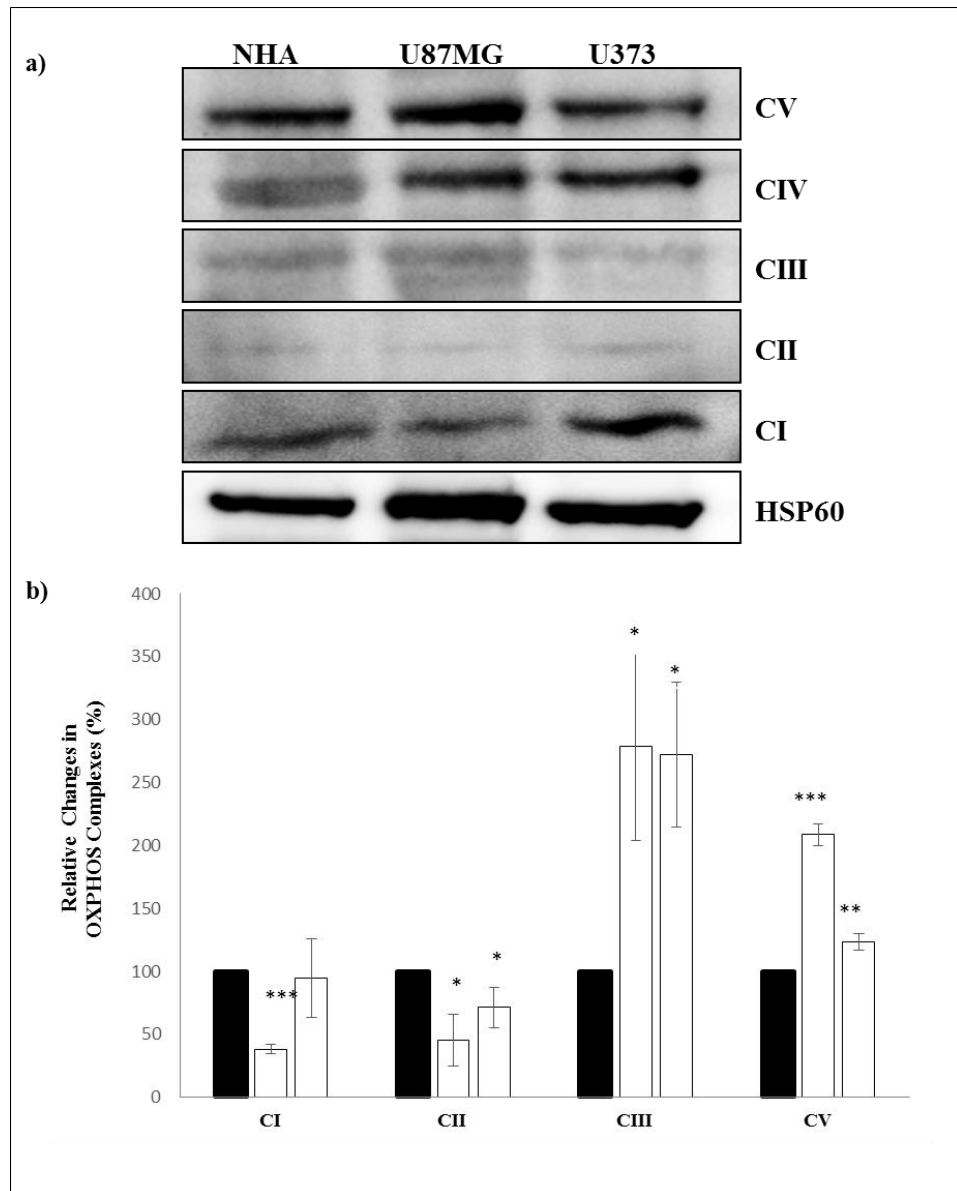 a)
NHA U87MG U373
CV
CIV
CIII
CII
CI
HSP60
b)
Relative Changes in
OXPHOS Complexes (%)
400
350
300
250
200
150
100
50
0
* *
*** **
*** * *
CI CII CIII CV